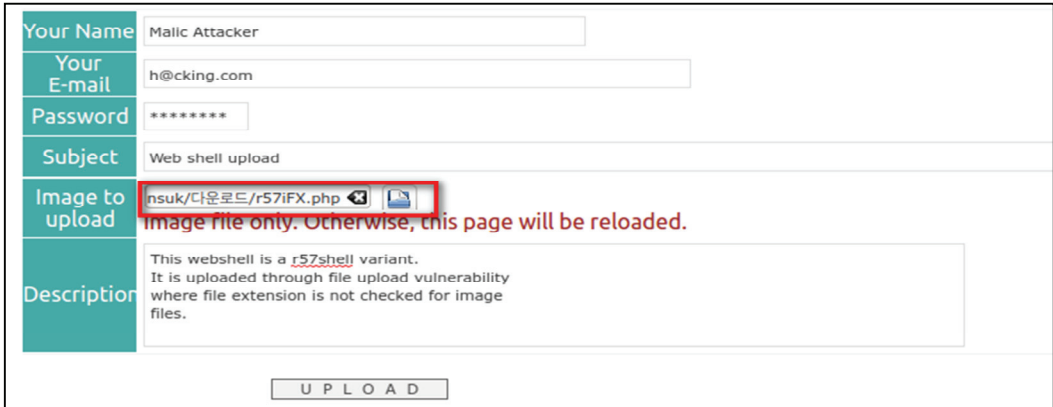 Your Name Malic Attacker
Your
E-mail h@cking.com
Password ********
Subject Web shell upload
Image to
upload nsuk/다운로드/r57iFX.php
Image file only. Otherwise, this page will be reloaded.
Description This webshell is a r57shell variant.
It is uploaded through file upload vulnerability
where file extension is not checked for image
files.
UPLOAD